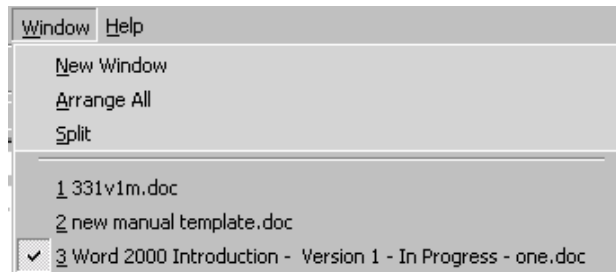 Window Help
New Window
Arrange All
Split
1 331v1m.doc
2 new manual template.doc
3 Word 2000 Introduction - Version 1 - In Progress - one.doc